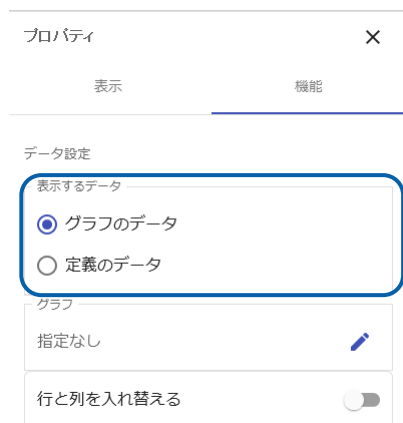 プロパティ
表示
機能
データ設定
表示するデータ
グラフのデータ
定義のデータ
グラフ
指定なし
行と列を入れ替える